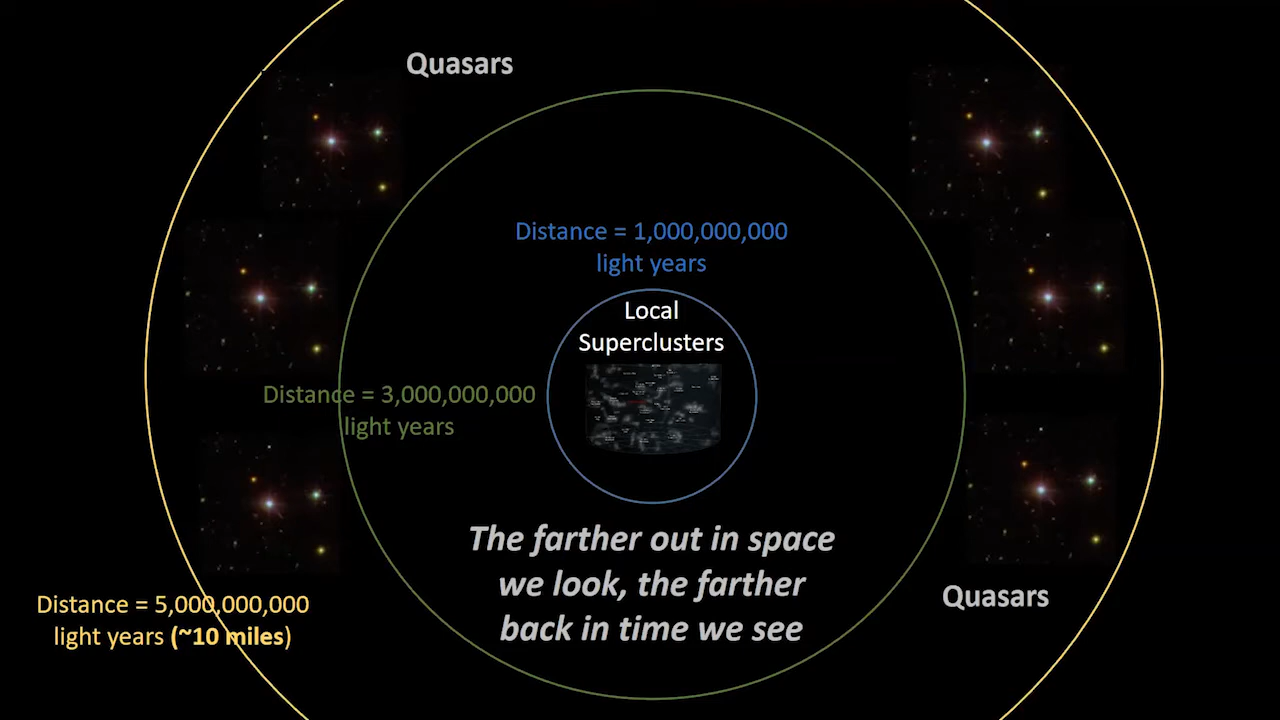 Quasars
Distance = 1,000,000,000
light years
Local
Superclusters
Distance = 3,000,000,000
light years
The farther out in space
we look, the farther
back in time we see
Quasars
Distance = 5,000,000,000
light years (~10 miles)